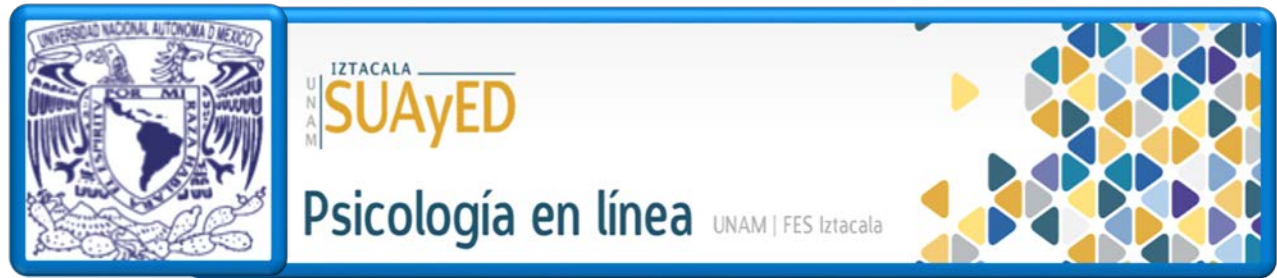 UNIVERSIDAD NACIONAL AUTONOMA D MEXICO
POR MI RAZA HABLARA
EL ESPIRITU
IZTACALA
UNAM
SUAyED
Psicología en línea
UNAM | FES Iztacala